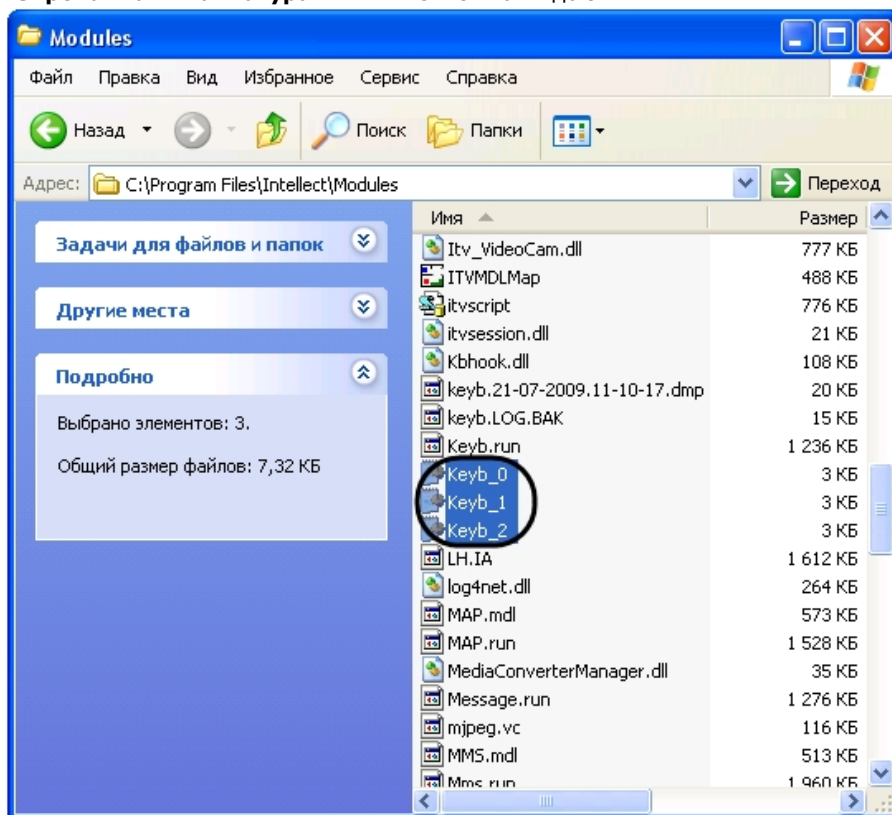 Modules
Файл Правка Вид Избранное Сервис Справка
Назад Поиск Папки
Адрес: C:\Program Files\Intellect\Modules Переход
Задачи для файлов и папок
Другие места
Подробно
Выбрано элементов: 3.
Общий размер файлов: 7,32 КБ
Имя Размер
Itv_VideoCam.dll 777 КБ
ITVMDLMap 488 КБ
itvscript 776 КБ
itvsession.dll 21 КБ
Kbhook.dll 108 КБ
keyb.21-07-2009.11-10-17.dmp 20 КБ
keyb.LOG.BAK 15 КБ
Keyb.run 1 236 КБ
Keyb_0 3 КБ
Keyb_1 3 КБ
Keyb_2 3 КБ
LH.IA 1 612 КБ
log4net.dll 264 КБ
MAP.mdl 573 КБ
MAP.run 1 528 КБ
MediaConverterManager.dll 35 КБ
Message.run 1 276 КБ
mjpeg.vc 116 КБ
MMS.mdl 513 КБ
Mms.run 1 960 КБ